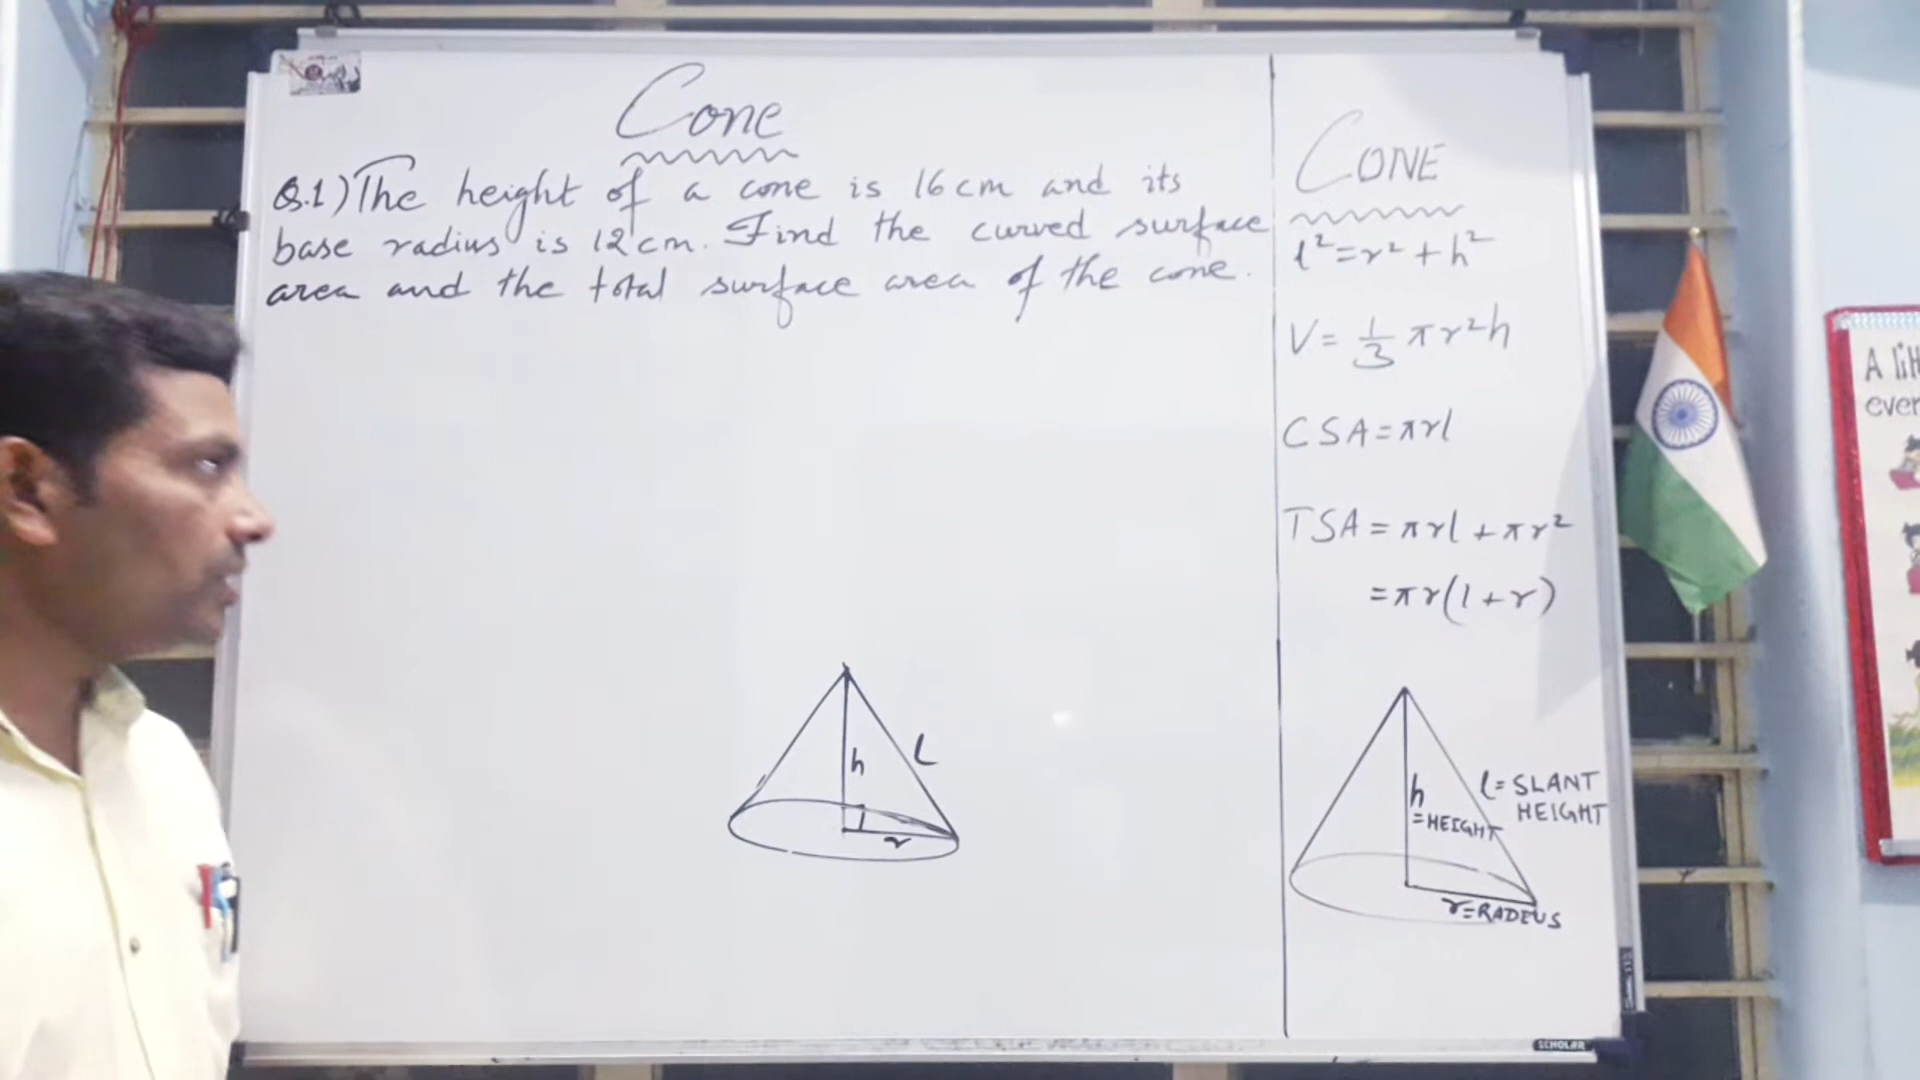 Cone
Q.1) The height of a cone is 16cm and its
base radius is 12cm. Find the curved surface
area and the total surface area of the cone.
h
L
r
CONE
l²=r²+h²
V = 1/3 πr²h
CSA=πrl
TSA = πrl + πr²
=πr(l+r)
h
=HEIGHT
l= SLANT
HEIGHT
r=RADIUS
SCHOLAR
A
ever